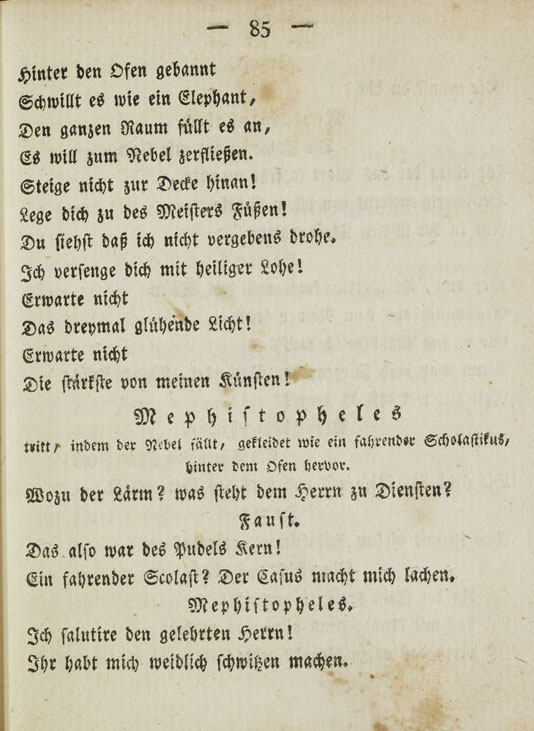 — 85 —
Hinter den Ofen gebannt
Schwillt es wie ein Elephant,
Den ganzen Raum füllt es an,
Es will zum Nebel zerfließen.
Steige nicht zur Decke hinan!
Lege dich zu des Meisters Füßen!
Du siehst daß ich nicht vergebens drohe.
Ich versenge dich mit heiliger Lohe!
Erwarte nicht
Das dreymal glühende Licht!
Erwarte nicht
Die stärkste von meinen Künsten!
Mephistopheles
tritt, indem der Nebel fällt, gekleidet wie ein fahrender Scholastikus,
hinter dem Ofen hervor.
Wozu der Lärm? was steht dem Herrn zu Diensten?
Faust.
Das also war des Pudels Kern!
Ein fahrender Scolast? Der Casus macht mich lachen.
Mephistopheles.
Ich salutire den gelehrten Herrn!
Ihr habt mich weidlich schwitzen machen.